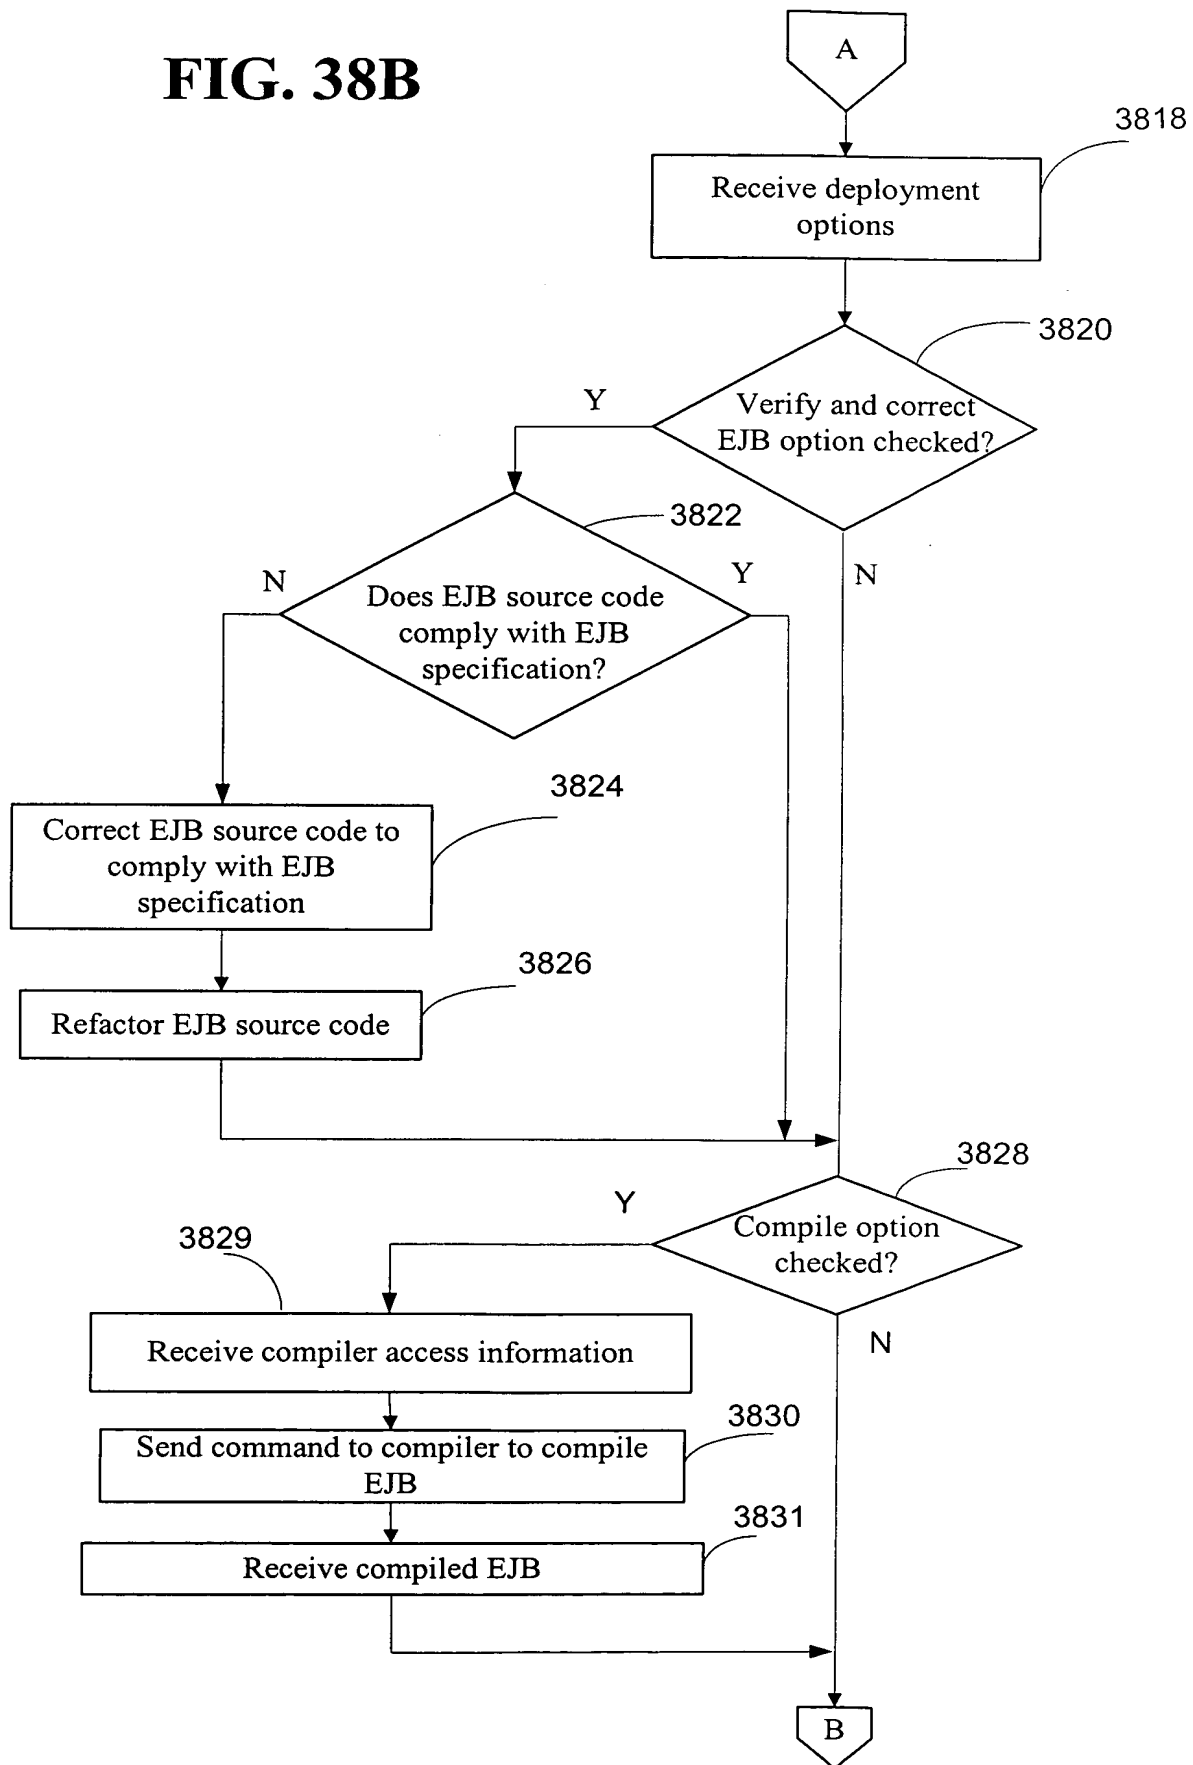 FIG. 38B
A
3818
Receive deployment
options
3820
Y
Verify and correct
EJB option checked?
3822
N
Y
N
Does EJB source code
comply with EJB
specification?
3824
Correct EJB source code to
comply with EJB
specification
3826
Refactor EJB source code
3828
Y
Compile option
checked?
3829
N
Receive compiler access information
3830
Send command to compiler to compile
EJB
3831
Receive compiled EJB
B